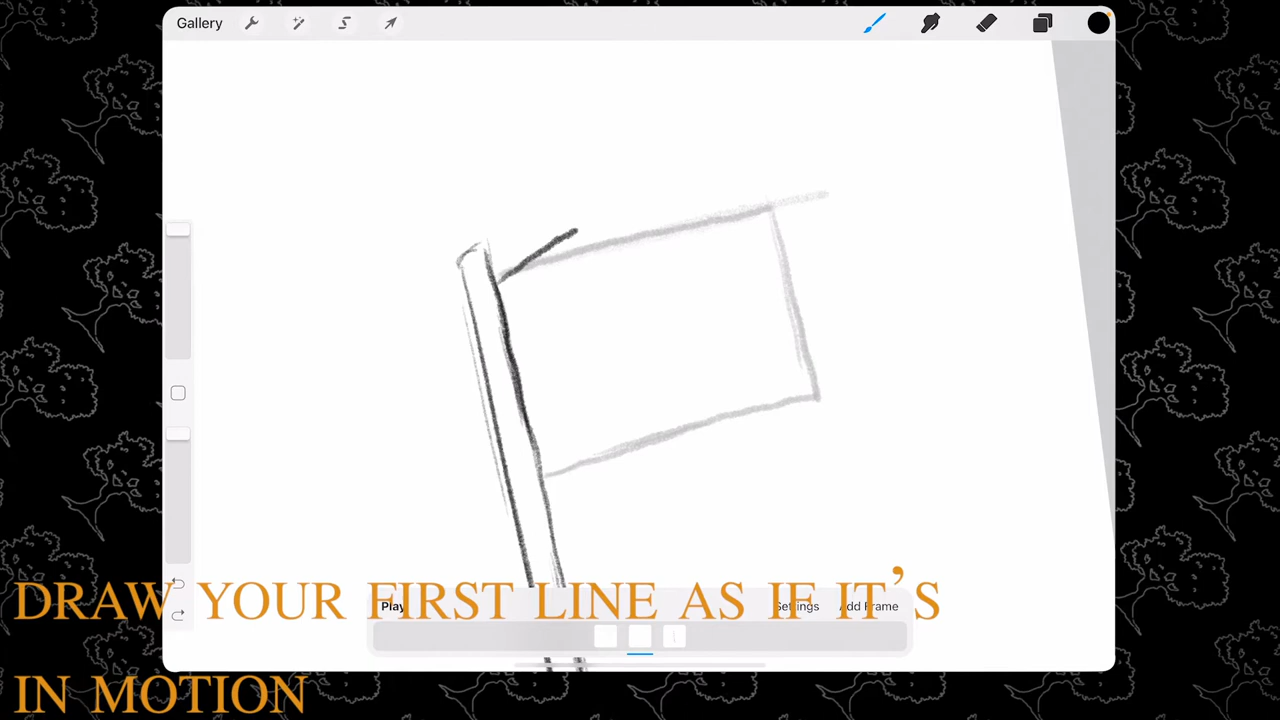 Gallery
DRAW YOUR FIRST LINE AS IF IT’S
Play Settings Add Frame
IN MOTION